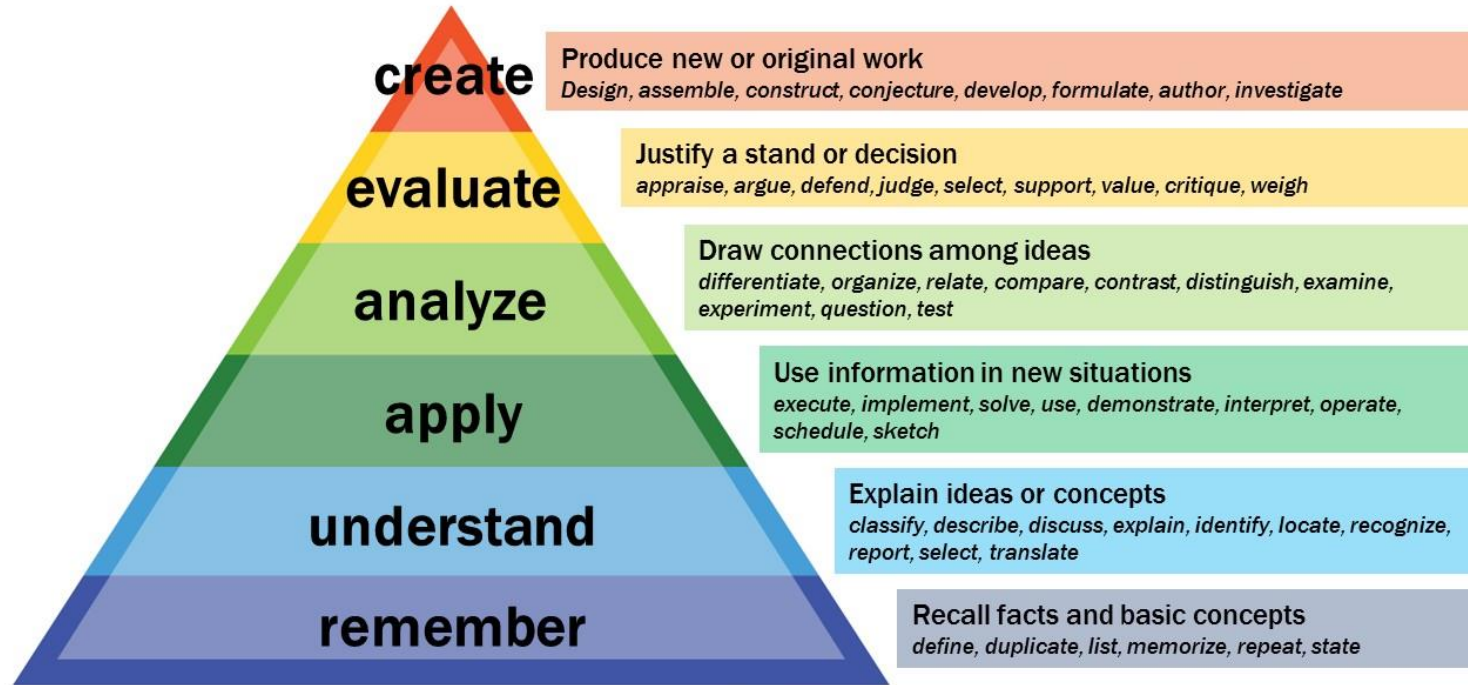 create
Produce new or original work
Design, assemble, construct, conjecture, develop, formulate, author, investigate
evaluate
Justify a stand or decision
appraise, argue, defend, judge, select, support, value, critique, weigh
analyze
Draw connections among ideas
differentiate, organize, relate, compare, contrast, distinguish, examine,
experiment, question, test
apply
Use information in new situations
execute, implement, solve, use, demonstrate, interpret, operate,
schedule, sketch
understand
Explain ideas or concepts
classify, describe, discuss, explain, identify, locate, recognize,
report, select, translate
remember
Recall facts and basic concepts
define, duplicate, list, memorize, repeat, state